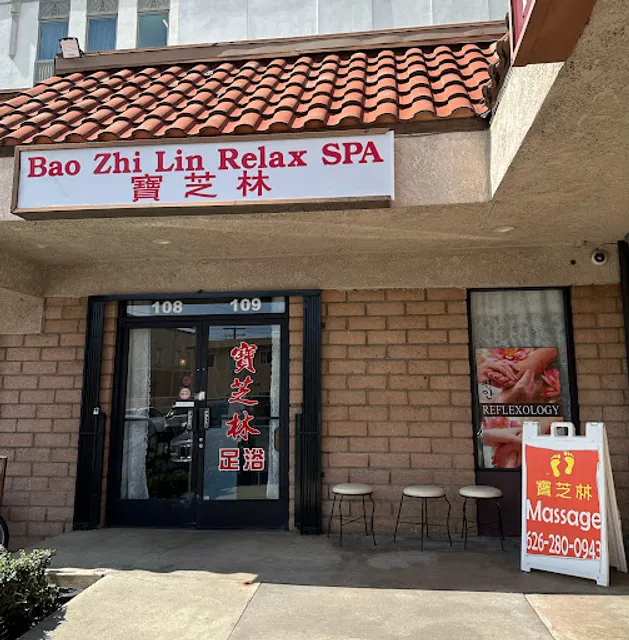 Bao Zhi Lin Relax SPA
寶芝林
108 109
寶
芝
林
足浴
REFLEXOLOGY
寶芝林
Massage
626-280-0943